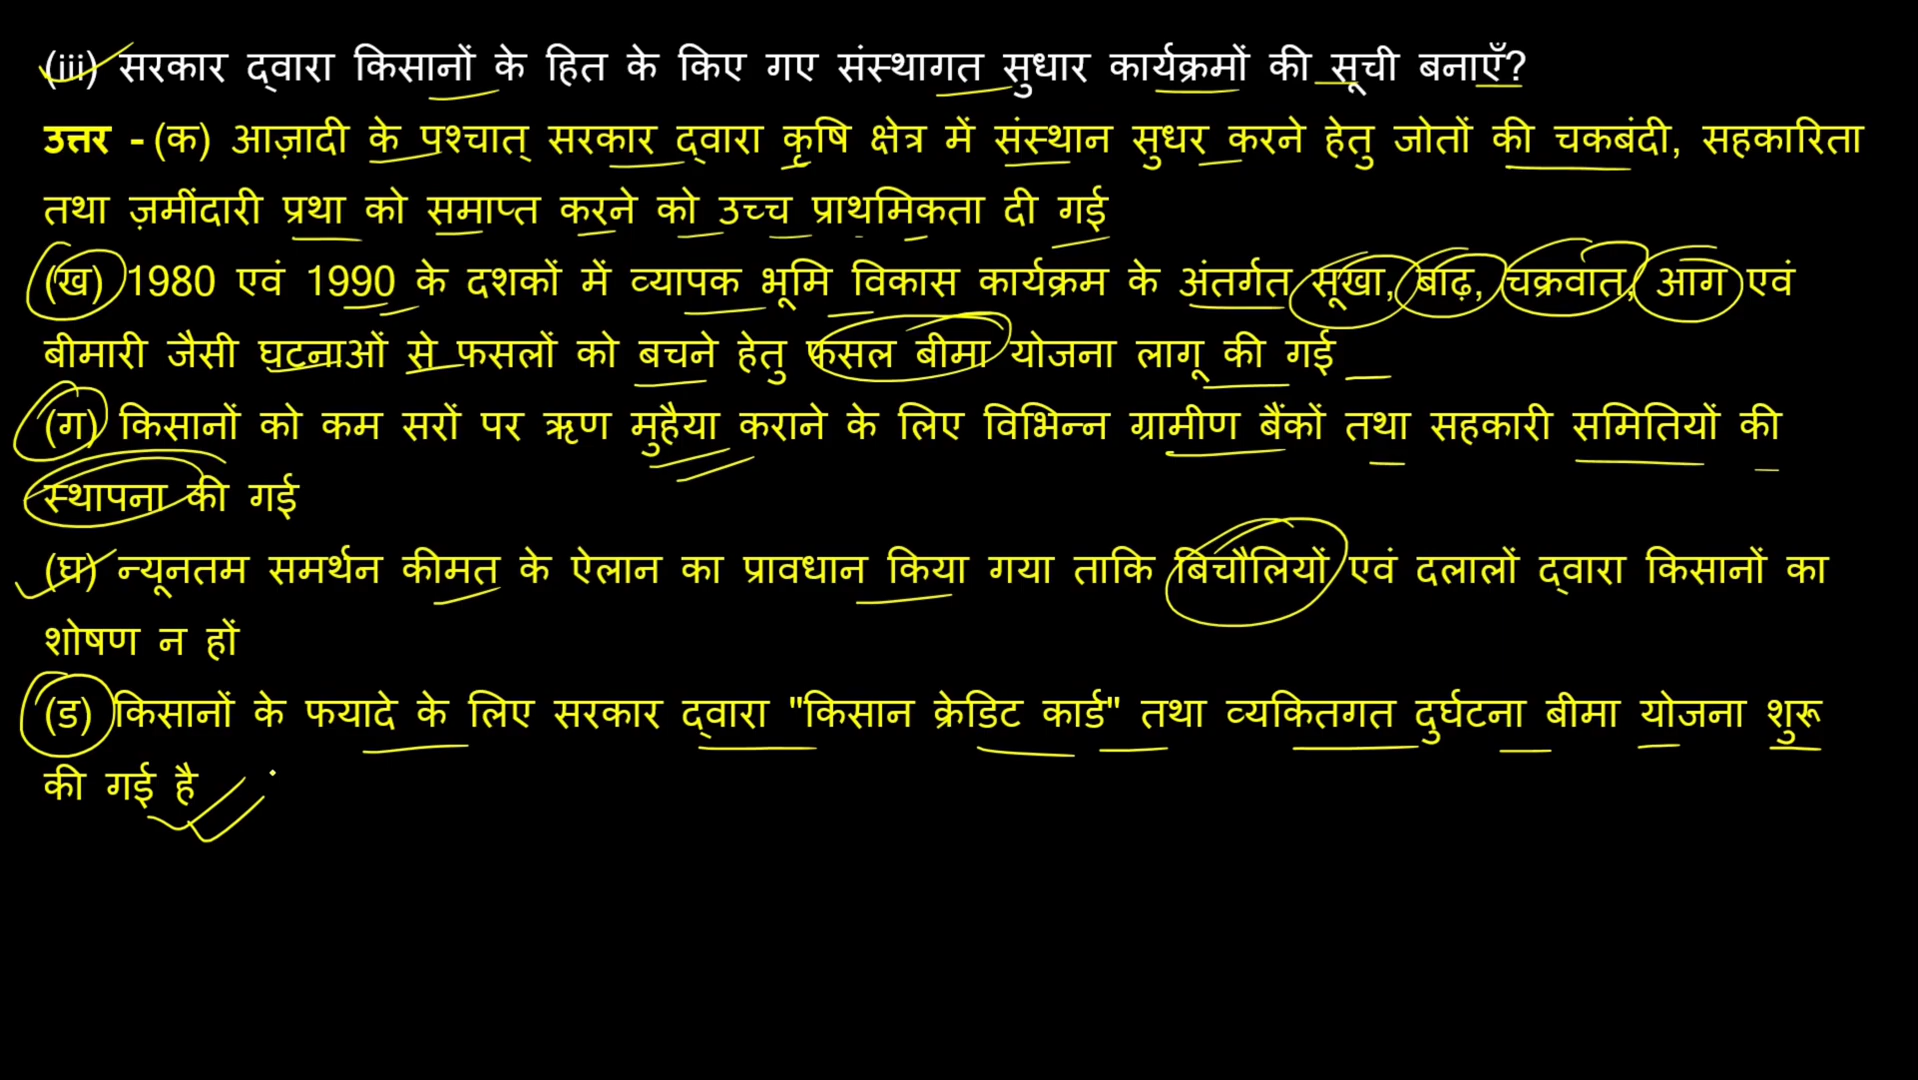 (iii) सरकार द्वारा किसानों के हित के किए गए संस्थागत सुधार कार्यक्रमों की सूची बनाएँ?
उत्तर - (क) आज़ादी के पश्चात् सरकार द्वारा कृषि क्षेत्र में संस्थान सुधर करने हेतु जोतों की चकबंदी, सहकारिता
तथा ज़मींदारी प्रथा को समाप्त करने को उच्च प्राथमिकता दी गई
(ख) 1980 एवं 1990 के दशकों में व्यापक भूमि विकास कार्यक्रम के अंतर्गत सूखा, बाढ़, चक्रवात, आग एवं
बीमारी जैसी घटनाओं से फसलों को बचने हेतु फसल बीमा योजना लागू की गई
(ग) किसानों को कम सरों पर ऋण मुहैया कराने के लिए विभिन्न ग्रामीण बैंकों तथा सहकारी समितियों की
स्थापना की गई
(घ) न्यूनतम समर्थन कीमत के ऐलान का प्रावधान किया गया ताकि बिचौलियों एवं दलालों द्वारा किसानों का
शोषण न हों
(ड) किसानों के फयादे के लिए सरकार द्वारा "किसान क्रेडिट कार्ड" तथा व्यकितगत दुर्घटना बीमा योजना शुरू
की गई है